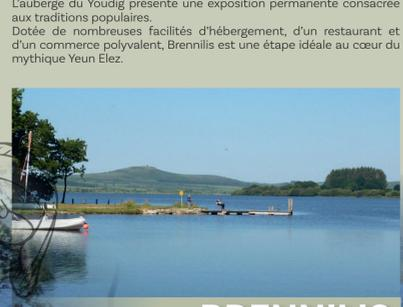 L'auberge du Youdig présente une exposition permanente consacrée
aux traditions populaires.
Dotée de nombreuses facilités d'hébergement, d'un restaurant et
d'un commerce polyvalent, Brennilis est une étape idéale au cœur du
mythique Yeun Elez.
BRENNILIS